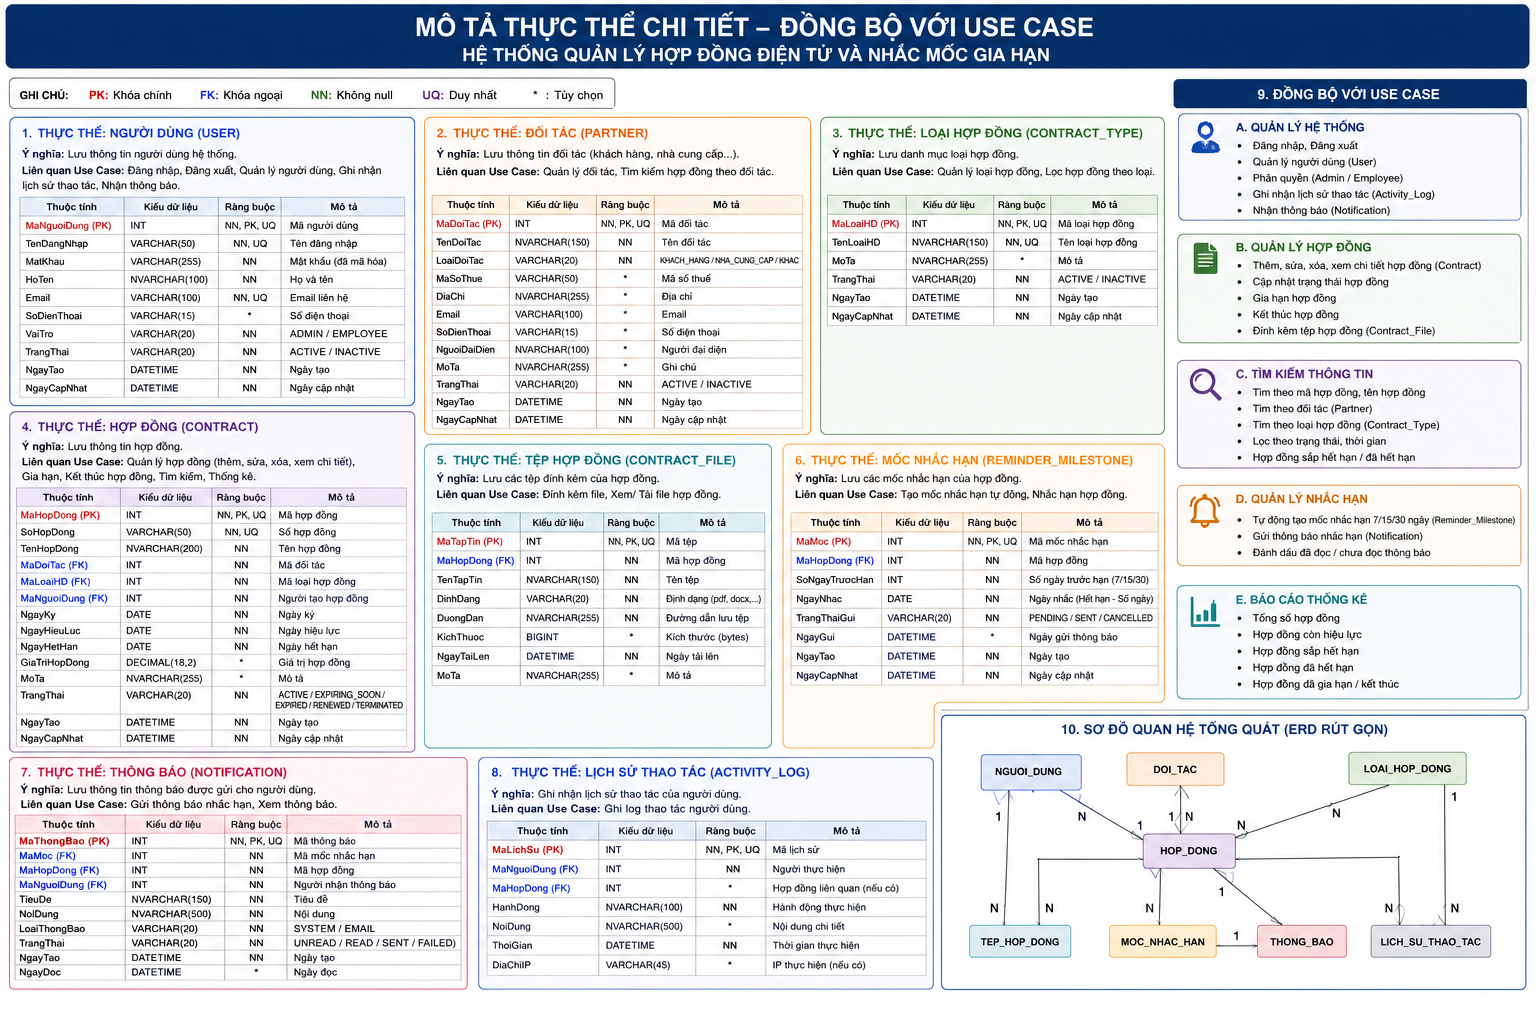 MÔ TẢ THỰC THỂ CHI TIẾT – ĐỒNG BỘ VỚI USE CASE
HỆ THỐNG QUẢN LÝ HỢP ĐỒNG ĐIỆN TỬ VÀ NHẮC MỐC GIA HẠN
GHI CHÚ: PK: Khóa chính FK: Khóa ngoại NN: Không null UQ: Duy nhất * : Tùy chọn
1. THỰC THỂ: NGƯỜI DÙNG (USER)
Ý nghĩa: Lưu thông tin người dùng hệ thống.
Liên quan Use Case: Đăng nhập, Đăng xuất, Quản lý người dùng, Ghi nhận
lịch sử thao tác, Nhận thông báo.
Thuộc tính Kiểu dữ liệu Ràng buộc Mô tả
MaNguoiDung (PK) INT NN, PK, UQ Mã người dùng
TenDangNhap VARCHAR(50) NN, UQ Tên đăng nhập
MatKhau VARCHAR(255) NN Mật khẩu (đã mã hóa)
HoTen NVARCHAR(100) NN Họ và tên
Email VARCHAR(100) NN, UQ Email liên hệ
SoDienThoai VARCHAR(15) * Số điện thoại
VaiTro VARCHAR(20) NN ADMIN / EMPLOYEE
TrangThai VARCHAR(20) NN ACTIVE / INACTIVE
NgayTao DATETIME NN Ngày tạo
NgayCapNhat DATETIME NN Ngày cập nhật
2. THỰC THỂ: ĐỐI TÁC (PARTNER)
Ý nghĩa: Lưu thông tin đối tác (khách hàng, nhà cung cấp...).
Liên quan Use Case: Quản lý đối tác, Tìm kiếm hợp đồng theo đối tác.
Thuộc tính Kiểu dữ liệu Ràng buộc Mô tả
MaDoiTac (PK) INT NN, PK, UQ Mã đối tác
TenDoiTac NVARCHAR(150) NN Tên đối tác
LoaiDoiTac VARCHAR(20) NN KHACH_HANG / NHA_CUNG_CAP / KHAC
MaSoThue VARCHAR(50) * Mã số thuế
DiaChi NVARCHAR(255) * Địa chỉ
Email VARCHAR(100) * Email
SoDienThoai VARCHAR(15) * Số điện thoại
NguoiDaiDien NVARCHAR(100) * Người đại diện
MoTa NVARCHAR(255) * Ghi chú
TrangThai VARCHAR(20) NN ACTIVE / INACTIVE
NgayTao DATETIME NN Ngày tạo
NgayCapNhat DATETIME NN Ngày cập nhật
3. THỰC THỂ: LOẠI HỢP ĐỒNG (CONTRACT_TYPE)
Ý nghĩa: Lưu danh mục loại hợp đồng.
Liên quan Use Case: Quản lý loại hợp đồng, Lọc hợp đồng theo loại.
Thuộc tính Kiểu dữ liệu Ràng buộc Mô tả
MaLoaiHD (PK) INT NN, PK, UQ Mã loại hợp đồng
TenLoaiHD NVARCHAR(150) NN, UQ Tên loại hợp đồng
MoTa NVARCHAR(255) * Mô tả
TrangThai VARCHAR(20) NN ACTIVE / INACTIVE
NgayTao DATETIME NN Ngày tạo
NgayCapNhat DATETIME NN Ngày cập nhật
4. THỰC THỂ: HỢP ĐỒNG (CONTRACT)
Ý nghĩa: Lưu thông tin hợp đồng.
Liên quan Use Case: Quản lý hợp đồng (thêm, sửa, xóa, xem chi tiết),
Gia hạn, Kết thúc hợp đồng, Tìm kiếm, Thống kê.
Thuộc tính Kiểu dữ liệu Ràng buộc Mô tả
MaHopDong (PK) INT NN, PK, UQ Mã hợp đồng
SoHopDong VARCHAR(50) NN, UQ Số hợp đồng
TenHopDong NVARCHAR(200) NN Tên hợp đồng
MaDoiTac (FK) INT NN Mã đối tác
MaLoaiHD (FK) INT NN Mã loại hợp đồng
MaNguoiDung (FK) INT NN Người tạo hợp đồng
NgayKy DATE NN Ngày ký
NgayHieuLuc DATE NN Ngày hiệu lực
NgayHetHan DATE NN Ngày hết hạn
GiaTriHopDong DECIMAL(18,2) * Giá trị hợp đồng
MoTa NVARCHAR(255) * Mô tả
TrangThai VARCHAR(20) NN ACTIVE / EXPIRING_SOON /
EXPIRED / RENEWED / TERMINATED
NgayTao DATETIME NN Ngày tạo
NgayCapNhat DATETIME NN Ngày cập nhật
5. THỰC THỂ: TỆP HỢP ĐỒNG (CONTRACT_FILE)
Ý nghĩa: Lưu các tệp đính kèm của hợp đồng.
Liên quan Use Case: Đính kèm file, Xem/ Tải file hợp đồng.
Thuộc tính Kiểu dữ liệu Ràng buộc Mô tả
MaTapTin (PK) INT NN, PK, UQ Mã tệp
MaHopDong (FK) INT NN Mã hợp đồng
TenTapTin NVARCHAR(150) NN Tên tệp
DinhDang VARCHAR(20) NN Định dạng (pdf, docx,...)
DuongDan NVARCHAR(255) NN Đường dẫn lưu tệp
KichThuoc BIGINT * Kích thước (bytes)
NgayTaiLen DATETIME NN Ngày tải lên
MoTa NVARCHAR(255) * Mô tả
6. THỰC THỂ: MỐC NHẮC HẠN (REMINDER_MILESTONE)
Ý nghĩa: Lưu các mốc nhắc hạn của hợp đồng.
Liên quan Use Case: Tạo mốc nhắc hạn tự động, Nhắc hạn hợp đồng.
Thuộc tính Kiểu dữ liệu Ràng buộc Mô tả
MaMoc (PK) INT NN, PK, UQ Mã mốc nhắc hạn
MaHopDong (FK) INT NN Mã hợp đồng
SoNgayTruocHan INT NN Số ngày trước hạn (7/15/30)
NgayNhac DATE NN Ngày nhắc (Hết hạn - Số ngày)
TrangThaiGui VARCHAR(20) NN PENDING / SENT / CANCELLED
NgayGui DATETIME * Ngày gửi thông báo
NgayTao DATETIME NN Ngày tạo
NgayCapNhat DATETIME NN Ngày cập nhật
7. THỰC THỂ: THÔNG BÁO (NOTIFICATION)
Ý nghĩa: Lưu thông tin thông báo được gửi cho người dùng.
Liên quan Use Case: Gửi thông báo nhắc hạn, Xem thông báo.
Thuộc tính Kiểu dữ liệu Ràng buộc Mô tả
MaThongBao (PK) INT NN, PK, UQ Mã thông báo
MaMoc (FK) INT NN Mã mốc nhắc hạn
MaHopDong (FK) INT NN Mã hợp đồng
MaNguoiDung (FK) INT NN Người nhận thông báo
TieuDe NVARCHAR(150) NN Tiêu đề
NoiDung NVARCHAR(500) NN Nội dung
LoaiThongBao VARCHAR(20) NN SYSTEM / EMAIL
TrangThai VARCHAR(20) NN UNREAD / READ / SENT / FAILED)
NgayTao DATETIME NN Ngày tạo
NgayDoc DATETIME * Ngày đọc
8. THỰC THỂ: LỊCH SỬ THAO TÁC (ACTIVITY_LOG)
Ý nghĩa: Ghi nhận lịch sử thao tác của người dùng.
Liên quan Use Case: Ghi log thao tác người dùng.
Thuộc tính Kiểu dữ liệu Ràng buộc Mô tả
MaLichSu (PK) INT NN, PK, UQ Mã lịch sử
MaNguoiDung (FK) INT NN Người thực hiện
MaHopDong (FK) INT * Hợp đồng liên quan (nếu có)
HanhDong NVARCHAR(100) NN Hành động thực hiện
NoiDung NVARCHAR(500) * Nội dung chi tiết
ThoiGian DATETIME NN Thời gian thực hiện
DiaChiIP VARCHAR(45) * IP thực hiện (nếu có)
9. ĐỒNG BỘ VỚI USE CASE
A. QUẢN LÝ HỆ THỐNG
• Đăng nhập, Đăng xuất
• Quản lý người dùng (User)
• Phân quyền (Admin / Employee)
• Ghi nhận lịch sử thao tác (Activity_Log)
• Nhận thông báo (Notification)
B. QUẢN LÝ HỢP ĐỒNG
• Thêm, sửa, xóa, xem chi tiết hợp đồng (Contract)
• Cập nhật trạng thái hợp đồng
• Gia hạn hợp đồng
• Kết thúc hợp đồng
• Đính kèm tệp hợp đồng (Contract_File)
C. TÌM KIẾM THÔNG TIN
• Tìm theo mã hợp đồng, tên hợp đồng
• Tìm theo đối tác (Partner)
• Tìm theo loại hợp đồng (Contract_Type)
• Lọc theo trạng thái, thời gian
• Hợp đồng sắp hết hạn / đã hết hạn
D. QUẢN LÝ NHẮC HẠN
• Tự động tạo mốc nhắc hạn 7/15/30 ngày (Reminder_Milestone)
• Gửi thông báo nhắc hạn (Notification)
• Đánh dấu đã đọc / chưa đọc thông báo
E. BÁO CÁO THỐNG KÊ
• Tổng số hợp đồng
• Hợp đồng còn hiệu lực
• Hợp đồng sắp hết hạn
• Hợp đồng đã hết hạn
• Hợp đồng đã gia hạn / kết thúc
10. SƠ ĐỒ QUAN HỆ TỔNG QUÁT (ERD RÚT GỌN)
NGUOI_DUNG DOI_TAC LOAI_HOP_DONG
1 N 1 1 N N N 1
HOP_DONG
1
N N N N N
TEP_HOP_DONG MOC_NHAC_HAN 1 THONG_BAO LICH_SU_THAO_TAC